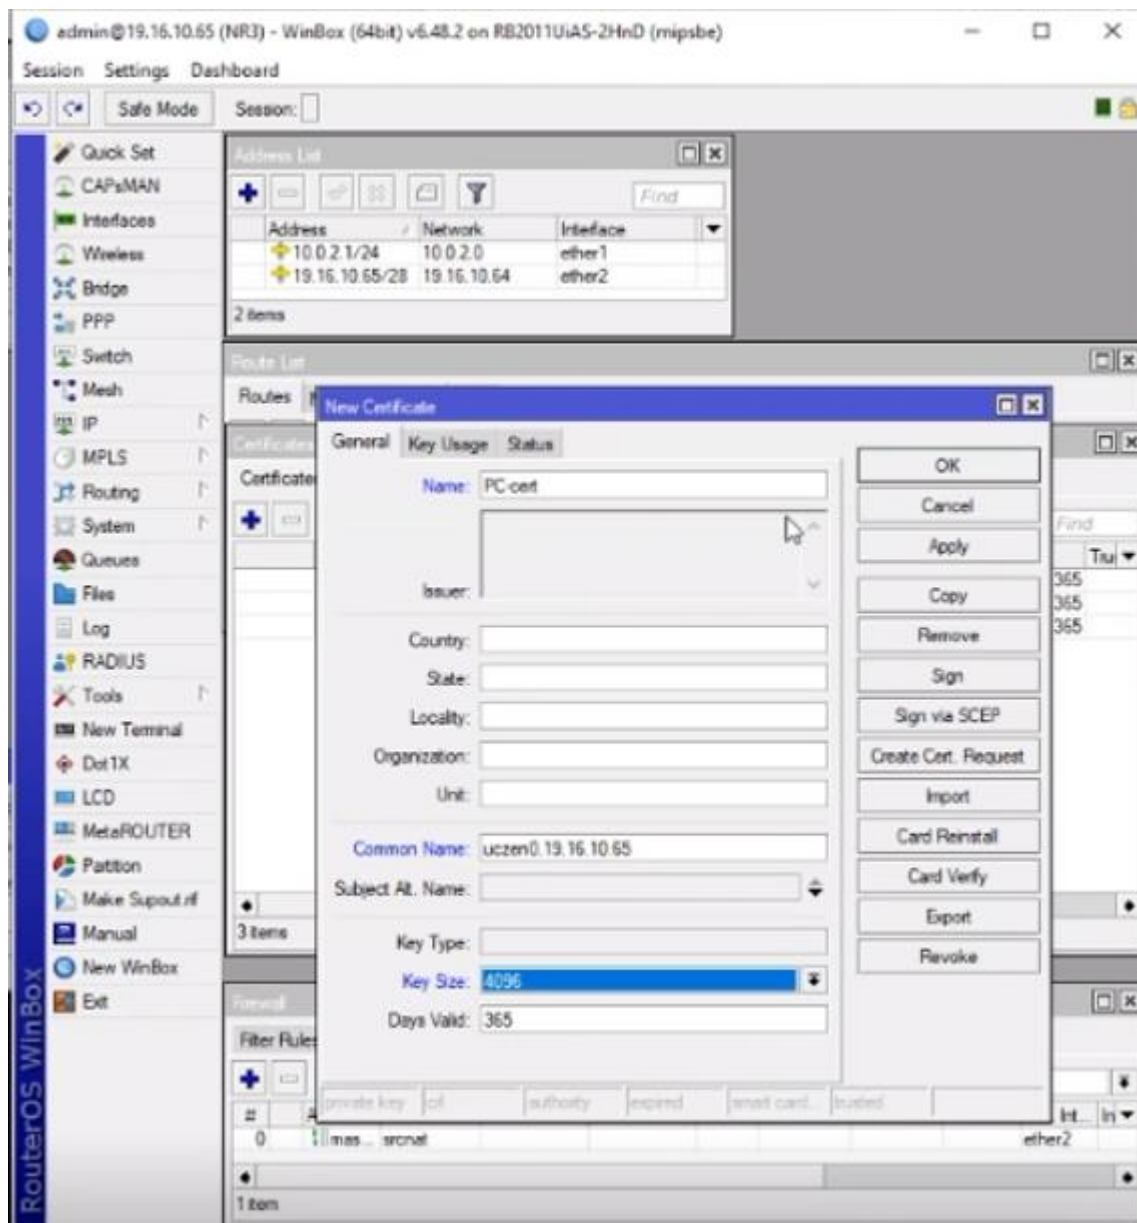 admin@19.16.10.65 (NR3) - WinBox (64bit) v6.48.2 on RB2011UiAS-2HnD (mipsbe)
Session Settings Dashboard
Safe Mode Session:
Quick Set
CAPsMAN
Interfaces
Wireless
Bridge
PPP
Switch
Mesh
IP
MPLS
Routing
System
Queues
Files
Log
RADIUS
Tools
New Terminal
Dot1X
LCD
MetaROUTER
Partition
Make Supout.rif
Manual
New WinBox
Exit
RouterOS WinBox
Address List
Find
Address Network Interface
10.0.2.1/24 10.0.2.0 ether1
19.16.10.65/28 19.16.10.64 ether2
2 items
Route List
Routes
Certificates
Certificates
Find
Tru
365
365
365
3 items
New Certificate
General Key Usage Status
Name: PC-cert
Issuer:
Country:
State:
Locality:
Organization:
Unit:
Common Name: uczen0.19.16.10.65
Subject Alt. Name:
Key Type:
Key Size: 4096
Days Valid: 365
private key crl authority expired smart card... trusted
OK
Cancel
Apply
Copy
Remove
Sign
Sign via SCEP
Create Cert. Request
Import
Card Reinstall
Card Verify
Export
Revoke
Firewall
Filter Rules
# A Int... In
0 mas... srcnat ether2
1 item